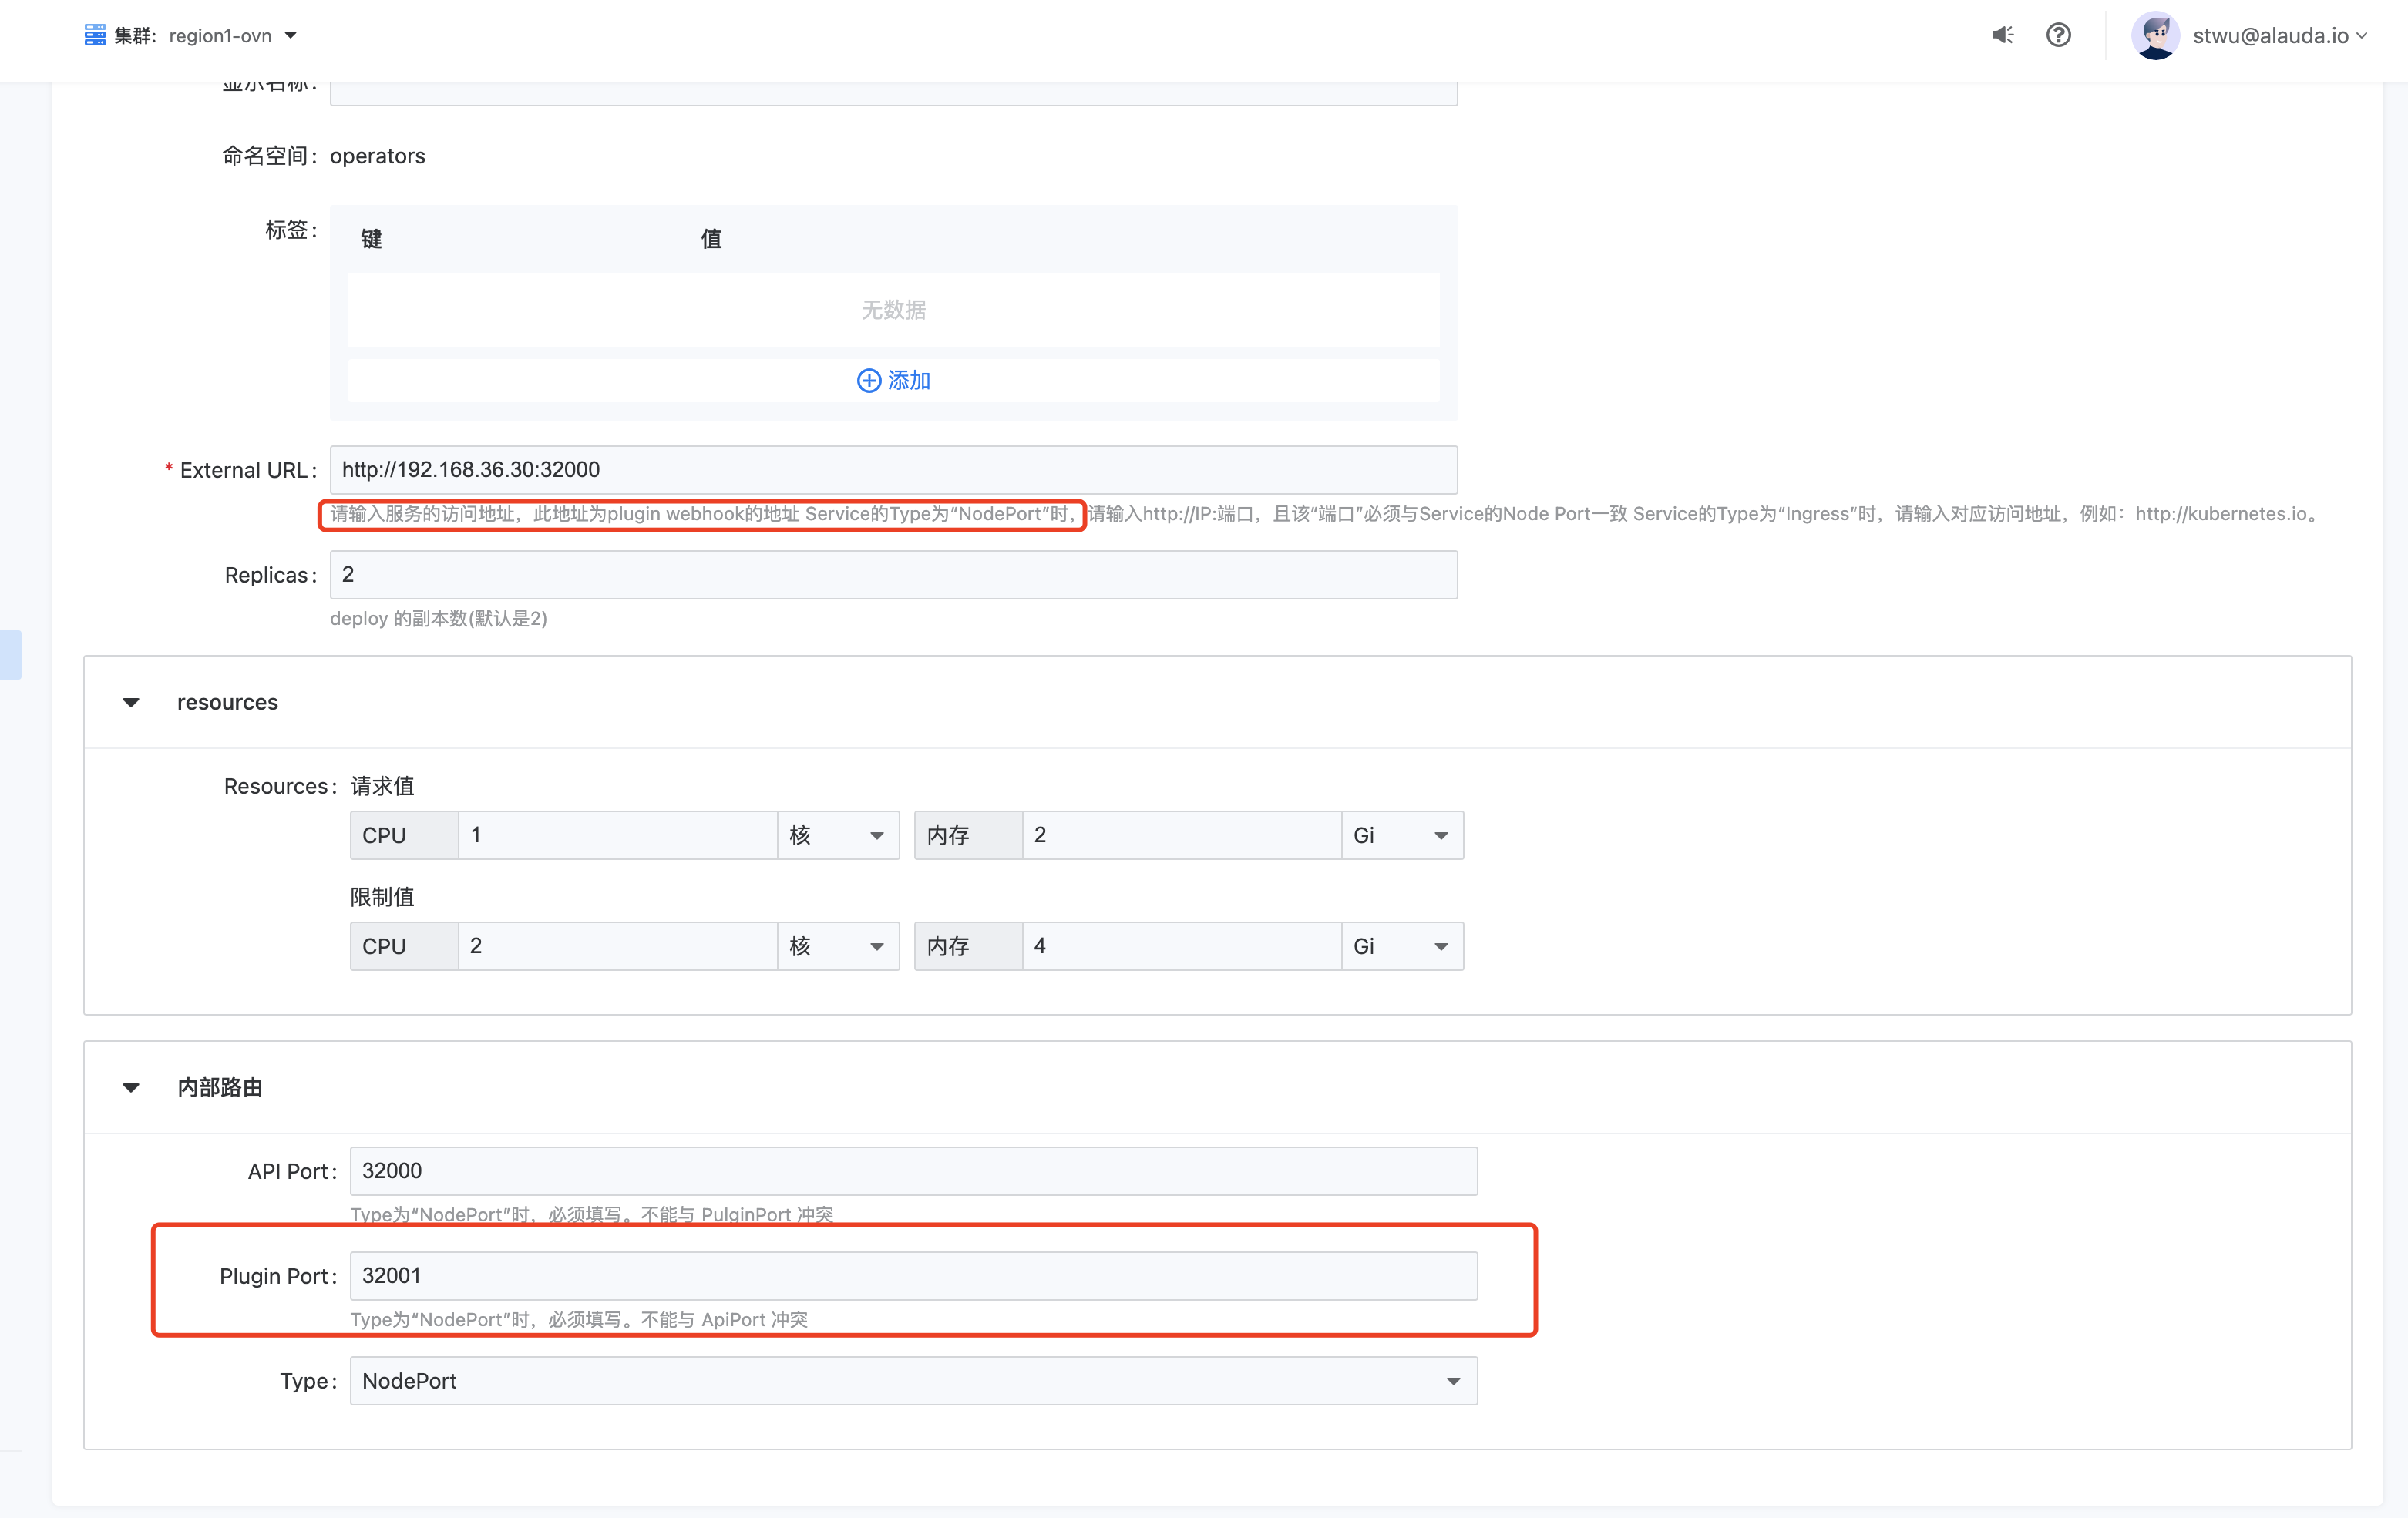 集群: region1-ovn
stwu@alauda.io
显示名称:
命名空间: operators
标签:
键 值
无数据
添加
* External URL: http://192.168.36.30:32000
请输入服务的访问地址，此地址为plugin webhook的地址 Service的Type为“NodePort”时，请输入http://IP:端口，且该“端口”必须与Service的Node Port一致 Service的Type为“Ingress”时，请输入对应访问地址，例如：http://kubernetes.io。
Replicas: 2
deploy 的副本数(默认是2)
resources
Resources: 请求值
CPU 1 核 内存 2 Gi
限制值
CPU 2 核 内存 4 Gi
内部路由
API Port: 32000
Type为“NodePort”时，必须填写。不能与 PulginPort 冲突
Plugin Port: 32001
Type为“NodePort”时，必须填写。不能与 ApiPort 冲突
Type: NodePort